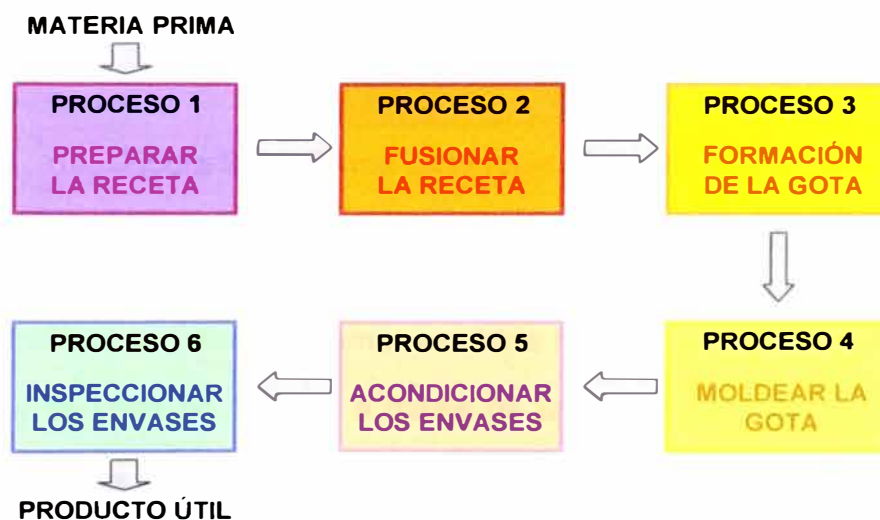 MATERIA PRIMA
PROCESO 1
PREPARAR
LA RECETA
PROCESO 2
FUSIONAR
LA RECETA
PROCESO 3
FORMACIÓN
DE LA GOTA
PROCESO 4
MOLDEAR LA
GOTA
PROCESO 5
ACONDICIONAR
LOS ENVASES
PROCESO 6
INSPECCIONAR
LOS ENVASES
PRODUCTO ÚTIL